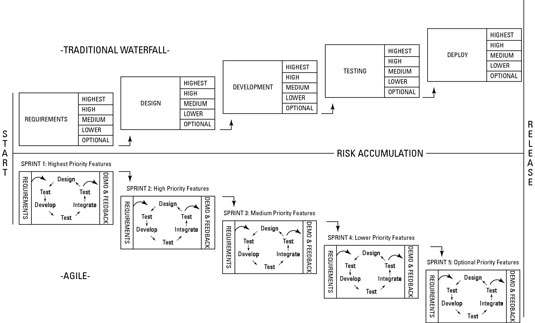 -TRADITIONAL WATERFALL-
REQUIREMENTS
HIGHEST
HIGH
MEDIUM
LOWER
OPTIONAL
DESIGN
HIGHEST
HIGH
MEDIUM
LOWER
OPTIONAL
DEVELOPMENT
HIGHEST
HIGH
MEDIUM
LOWER
OPTIONAL
TESTING
HIGHEST
HIGH
MEDIUM
LOWER
OPTIONAL
DEPLOY
HIGHEST
HIGH
MEDIUM
LOWER
OPTIONAL
START
RISK ACCUMULATION
RELEASE
SPRINT 1: Highest Priority Features
REQUIREMENTS
Design
Test
Test
Develop
Integrate
Test
DEMO & FEEDBACK
SPRINT 2: High Priority Features
REQUIREMENTS
Design
Test
Test
Develop
Integrate
Test
DEMO & FEEDBACK
SPRINT 3: Medium Priority Features
REQUIREMENTS
Design
Test
Test
Develop
Integrate
Test
DEMO & FEEDBACK
SPRINT 4: Lower Priority Features
REQUIREMENTS
Design
Test
Test
Develop
Integrate
Test
DEMO & FEEDBACK
SPRINT 5: Optional Priority Features
REQUIREMENTS
Design
Test
Test
Develop
Integrate
Test
DEMO & FEEDBACK
-AGILE-